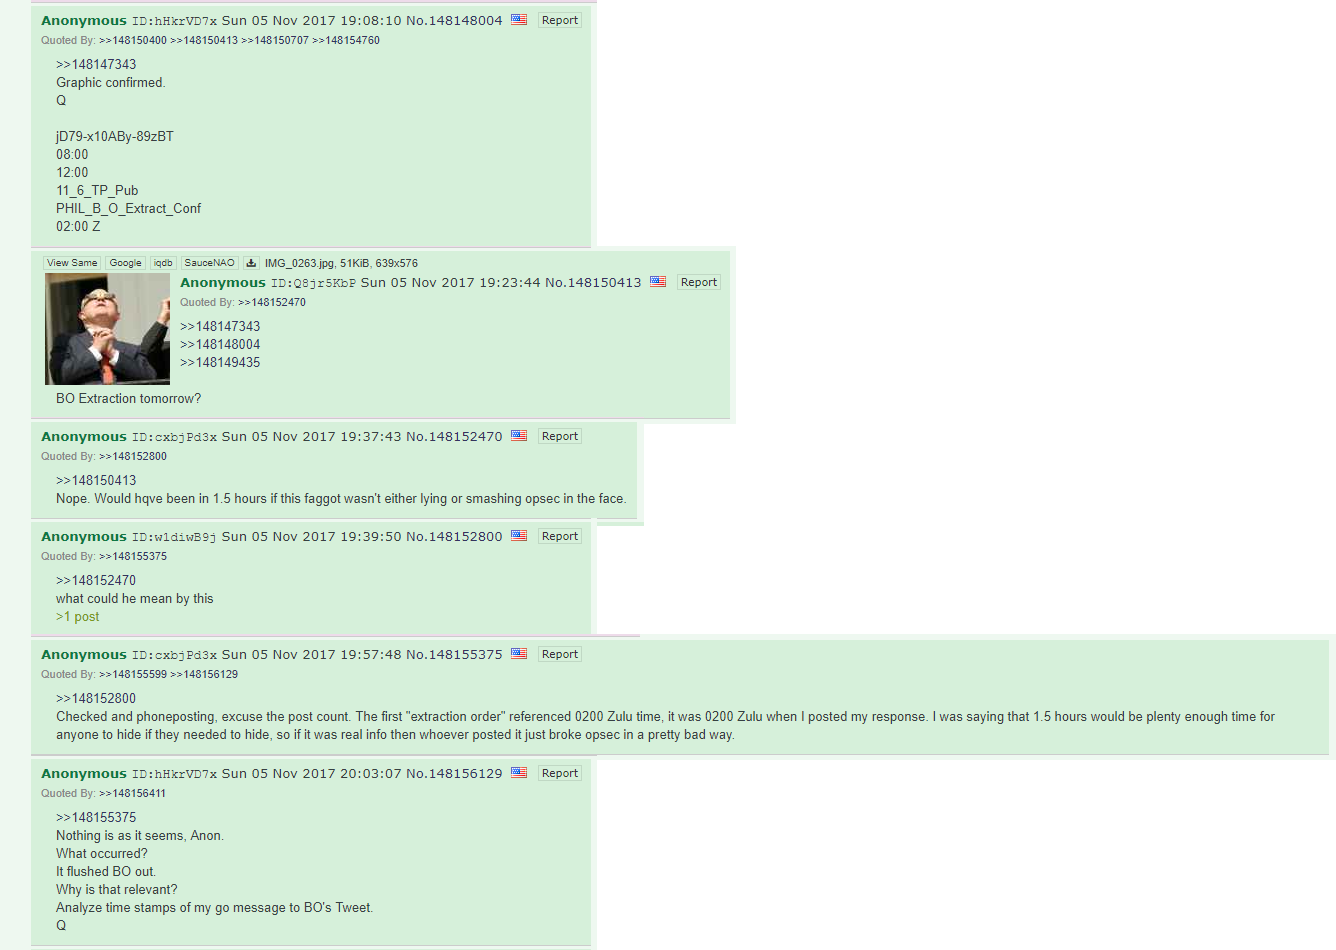 Anonymous ID:hHkrVD7x Sun 05 Nov 2017 19:08:10 No.148148004 Report
Quoted By: >>148150400 >>148150413 >>148150707 >>148154760
>>148147343
Graphic confirmed.
Q
jD79-x10ABy-89zBT
08:00
12:00
11_6_TP_Pub
PHIL_B_O_Extract_Conf
02:00 Z
View Same Google iqdb SauceNAO IMG_0263.jpg, 51KiB, 639x576
Anonymous ID:Q8jr5KbP Sun 05 Nov 2017 19:23:44 No.148150413 Report
Quoted By: >>148152470
>>148147343
>>148148004
>>148149435
BO Extraction tomorrow?
Anonymous ID:cxbjPd3x Sun 05 Nov 2017 19:37:43 No.148152470 Report
Quoted By: >>148152800
>>148150413
Nope. Would hqve been in 1.5 hours if this faggot wasn't either lying or smashing opsec in the face.
Anonymous ID:w1diwB9j Sun 05 Nov 2017 19:39:50 No.148152800 Report
Quoted By: >>148155375
>>148152470
what could he mean by this
>1 post
Anonymous ID:cxbjPd3x Sun 05 Nov 2017 19:57:48 No.148155375 Report
Quoted By: >>148155599 >>148156129
>>148152800
Checked and phoneposting, excuse the post count. The first "extraction order" referenced 0200 Zulu time, it was 0200 Zulu when I posted my response. I was saying that 1.5 hours would be plenty enough time for
anyone to hide if they needed to hide, so if it was real info then whoever posted it just broke opsec in a pretty bad way.
Anonymous ID:hHkrVD7x Sun 05 Nov 2017 20:03:07 No.148156129 Report
Quoted By: >>148156411
>>148155375
Nothing is as it seems, Anon.
What occurred?
It flushed BO out.
Why is that relevant?
Analyze time stamps of my go message to BO's Tweet.
Q